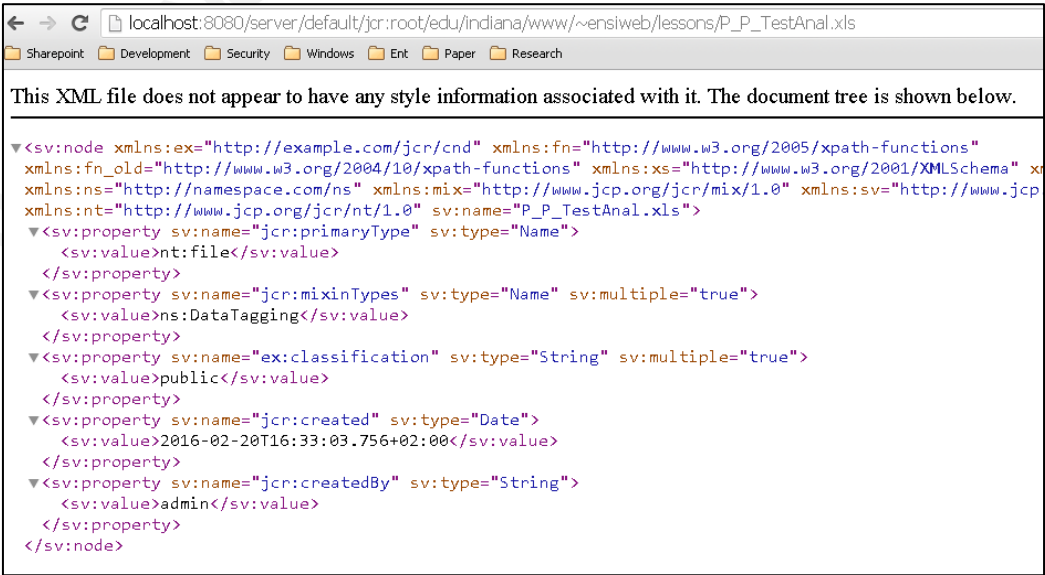 localhost:8080/server/default/jcr:root/edu/indiana/www/~ensiweb/lessons/P_P_TestAnal.xls
Sharepoint Development Security Windows Ent Paper Research
This XML file does not appear to have any style information associated with it. The document tree is shown below.
▼<sv:node xmlns:ex="http://example.com/jcr/cnd" xmlns:fn="http://www.w3.org/2005/xpath-functions"
xmlns:fn_old="http://www.w3.org/2004/10/xpath-functions" xmlns:xs="http://www.w3.org/2001/XMLSchema"
xmlns:ns="http://namespace.com/ns" xmlns:mix="http://www.jcp.org/jcr/mix/1.0" xmlns:sv="http://www.jcp
xmlns:nt="http://www.jcp.org/jcr/nt/1.0" sv:name="P_P_TestAnal.xls">
▼<sv:property sv:name="jcr:primaryType" sv:type="Name">
<sv:value>nt:file</sv:value>
</sv:property>
▼<sv:property sv:name="jcr:mixinTypes" sv:type="Name" sv:multiple="true">
<sv:value>ns:DataTagging</sv:value>
</sv:property>
▼<sv:property sv:name="ex:classification" sv:type="String" sv:multiple="true">
<sv:value>public</sv:value>
</sv:property>
▼<sv:property sv:name="jcr:created" sv:type="Date">
<sv:value>2016-02-20T16:33:03.756+02:00</sv:value>
</sv:property>
▼<sv:property sv:name="jcr:createdBy" sv:type="String">
<sv:value>admin</sv:value>
</sv:property>
</sv:node>